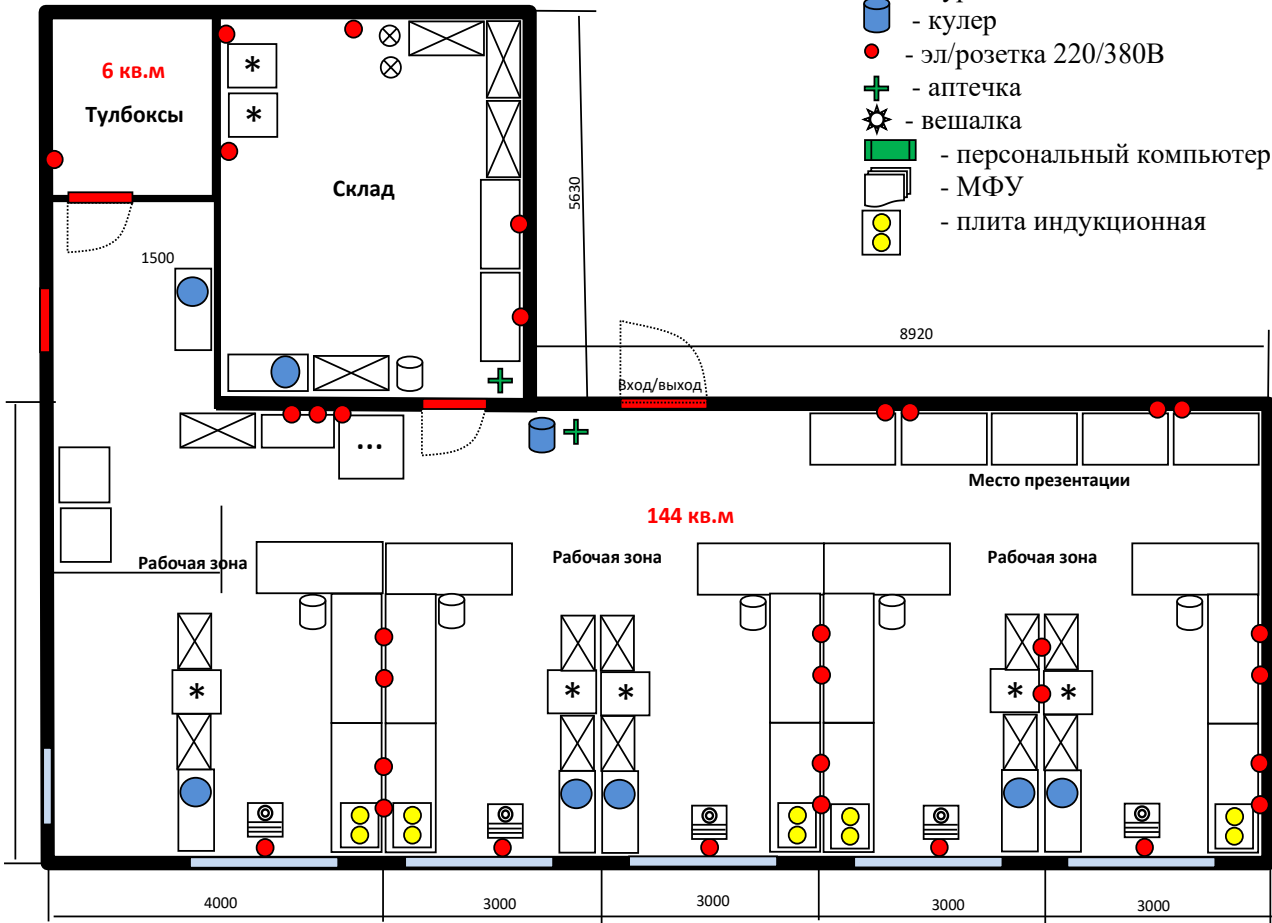 - кулер
- эл/розетка 220/380В
- аптечка
- вешалка
- персональный компьютер
- МФУ
- плита индукционная
6 кв.м
Тулбоксы
*
*
Склад
5630
1500
8920
Вход/выход
...
Место презентации
144 кв.м
Рабочая зона
Рабочая зона
Рабочая зона
*
*
*
*
*
4000
3000
3000
3000
3000